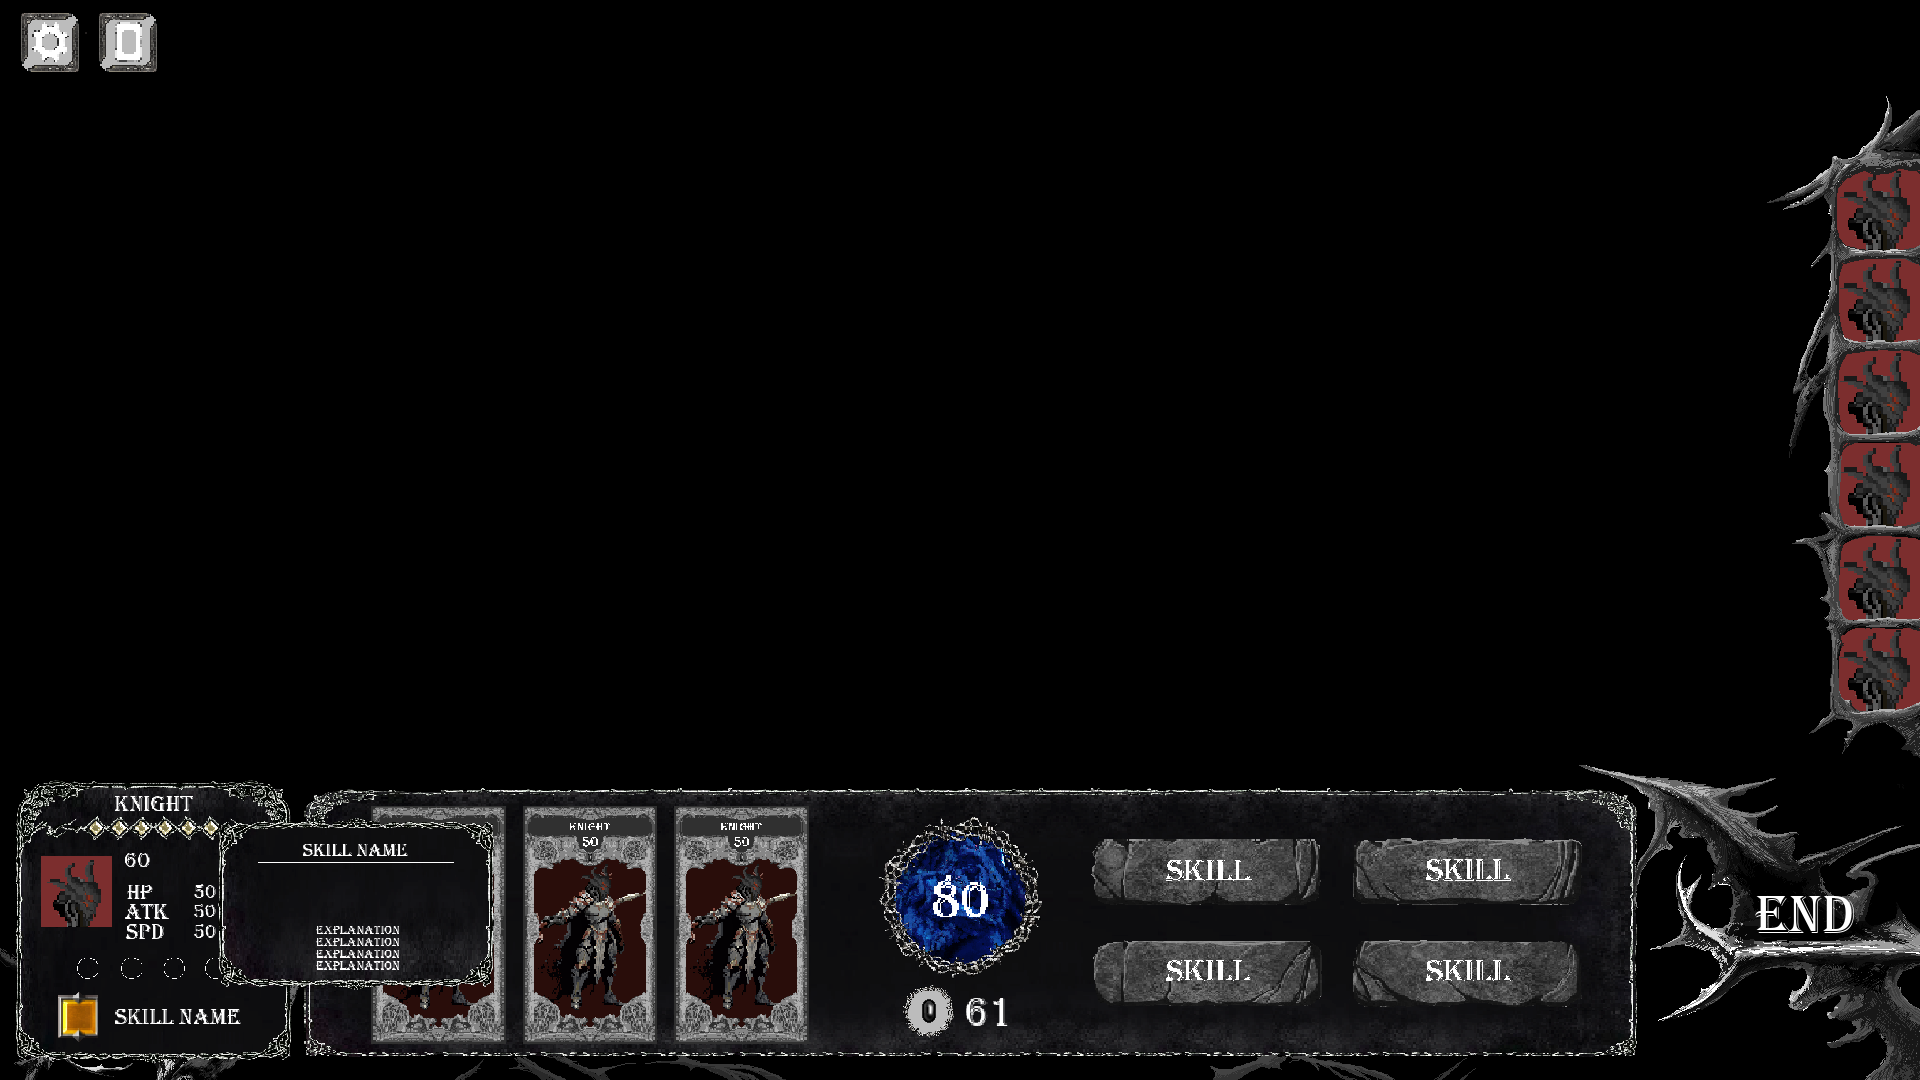 KNIGHT
60
HP 50
ATK 50
SPD 50
SKILL NAME
SKILL NAME
EXPLANATION
EXPLANATION
EXPLANATION
EXPLANATION
KNIGHT
50
KNIGHT
50
80
0 61
SKILL
SKILL
SKILL
SKILL
END